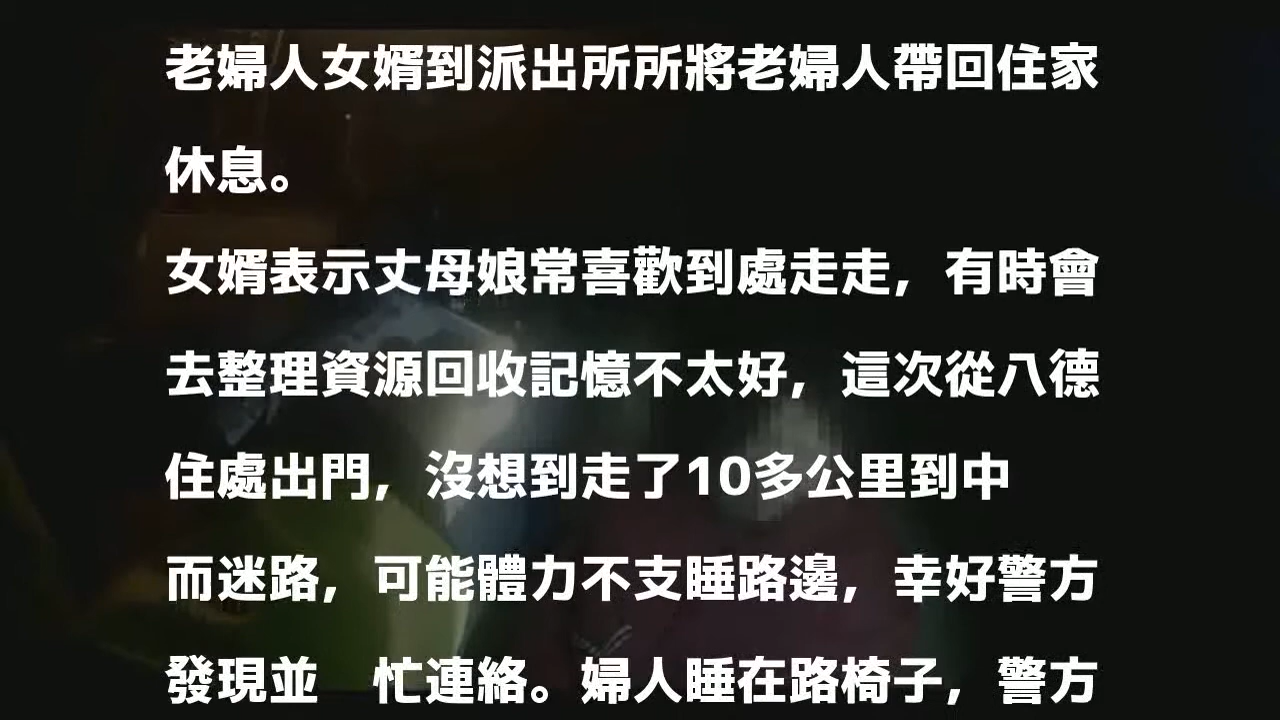 老婦人女婿到派出所所將老婦人帶回住家
休息。
女婿表示丈母娘常喜歡到處走走，有時會
去整理資源回收記憶不太好，這次從八德
住處出門，沒想到走了10多公里到中
而迷路，可能體力不支睡路邊，幸好警方
發現並　忙連絡。婦人睡在路椅子，警方